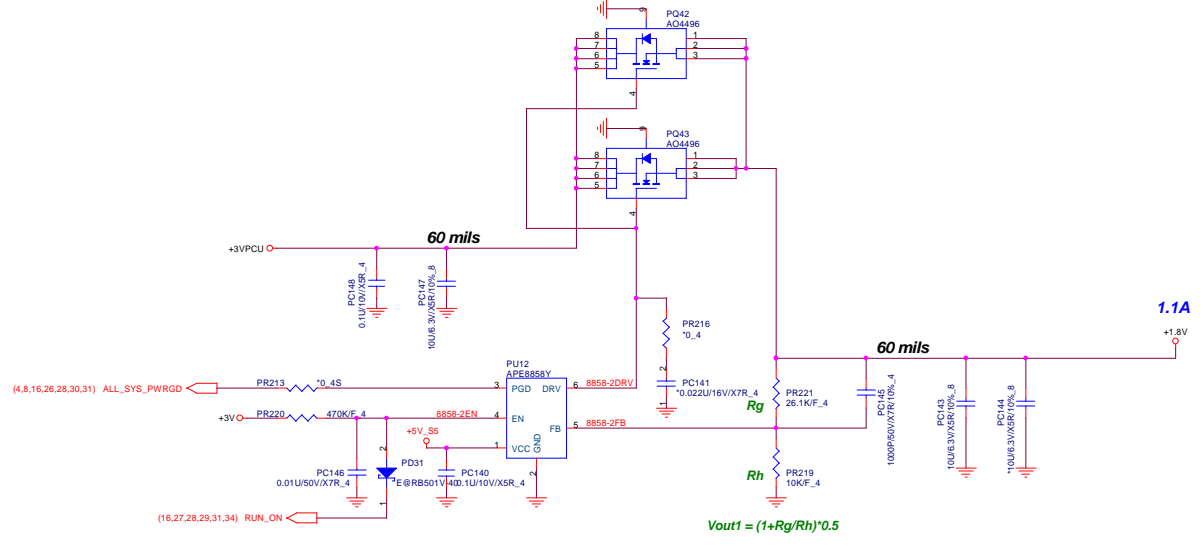 9
PQ42
AO4496
8
7
6
5
1
2
3
4
9
PQ43
AO4496
8
7
6
5
1
2
3
4
+3VPCU
60 mils
PC148
0.1U/10V/X5R_4
PC147
10U/6.3V/X5R/10%_8
1.1A
+1.8V
60 mils
PR216
*0_4
2
1
PC141
*0.022U/16V/X7R_4
PU12
APE8858Y
(4,8,16,26,28,30,31) ALL_SYS_PWRGD
PR213
*0_4S
3
PGD
DRV
6
8858-2DRV
+3V
PR220
470K/F_4
8858-2EN
4
EN
FB
5
8858-2FB
+5V_S5
1
VCC
GND
2
Rg
PR221
26.1K/F_4
PC145
1000P/50V/X7R/10%_4
PC143
10U/6.3V/X5R/10%_8
PC144
*10U/6.3V/X5R/10%_8
Rh
PR219
10K/F_4
PC146
0.01U/50V/X7R_4
2
PD31
E@RB501V-40
1
PC140
0.1U/10V/X5R_4
(16,27,28,29,31,34) RUN_ON
Vout1 = (1+Rg/Rh)*0.5